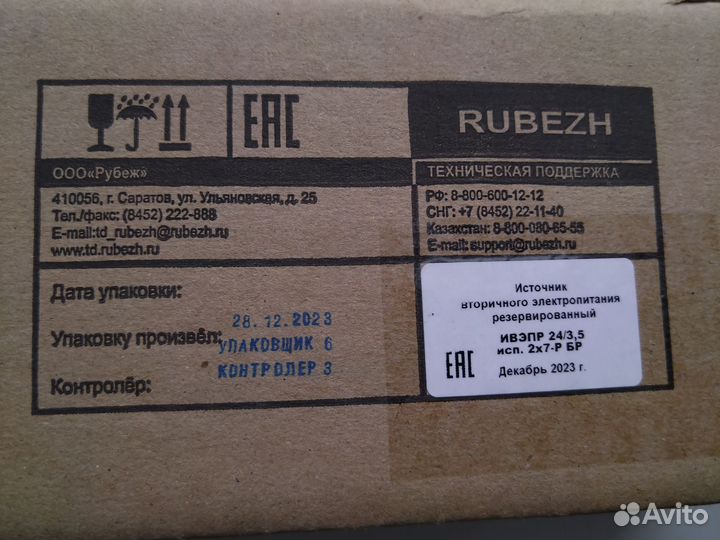 EAC
RUBEZH
ООО«Рубеж»
410056, г. Саратов, ул. Ульяновская, д. 25
Тел./факс: (8452) 222-888
E-mail:td_rubezh@rubezh.ru
www.td.rubezh.ru
ТЕХНИЧЕСКАЯ ПОДДЕРЖКА
РФ: 8-800-600-12-12
СНГ: +7 (8452) 22-11-40
Казахстан: 8-800-080-65-55
E-mail: support@rubezh.ru
Дата упаковки:
28.12.2023
Упаковку произвёл:
УПАКОВЩИК 6
Контролёр:
КОНТРОЛЕР 3
Источник
вторичного электропитания
резервированный
ИВЭПР 24/3,5
исп. 2х7-Р БР
EAC
Декабрь 2023 г.
Avito